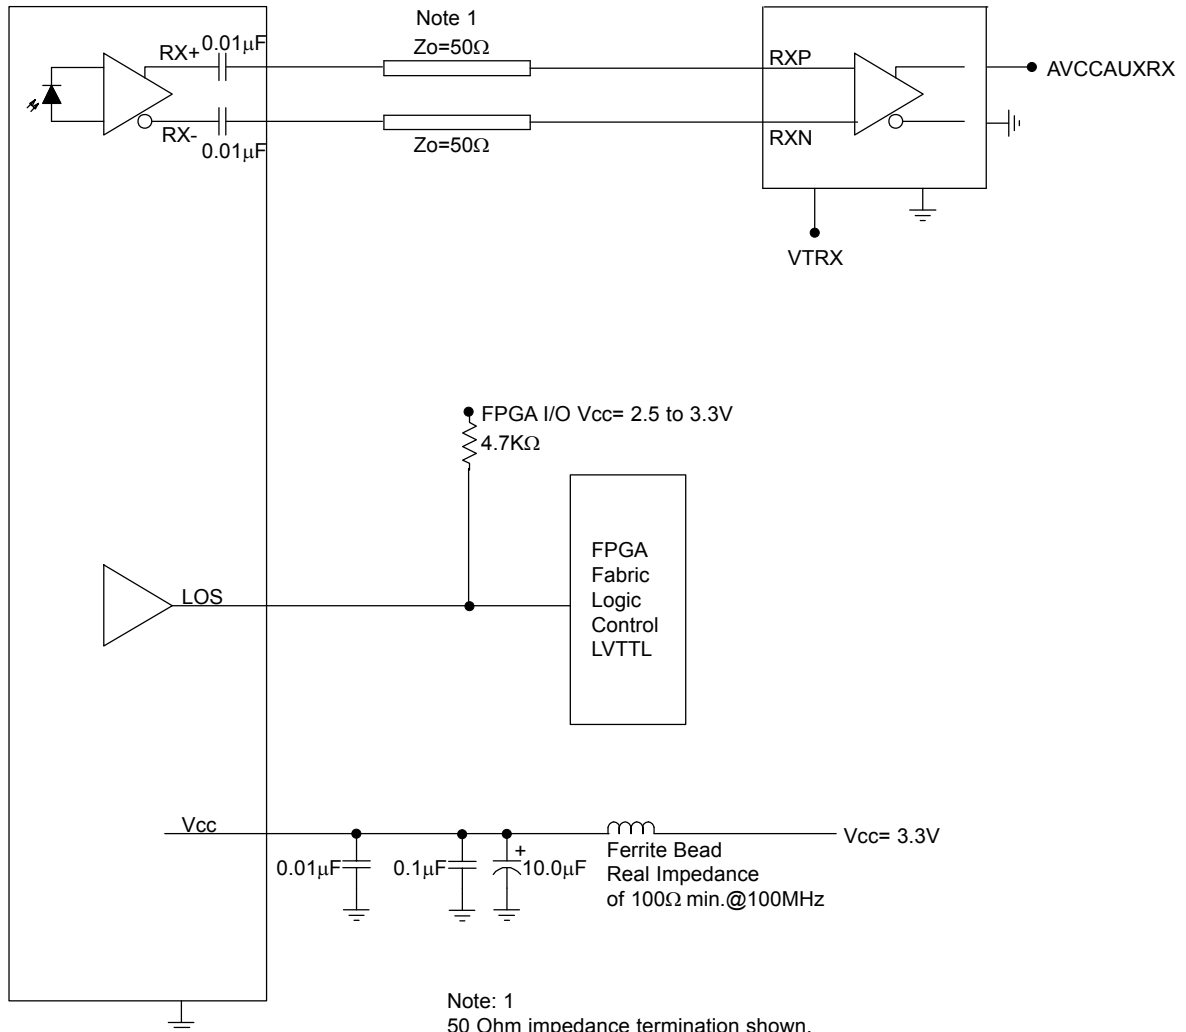 Note 1
Zo=50Ω
RX+
0.01μF
RX-
0.01μF
Zo=50Ω
RXP
RXN
AVCCAUXRX
VTRX
FPGA I/O Vcc= 2.5 to 3.3V
4.7KΩ
FPGA
Fabric
Logic
Control
LVTTL
LOS
Vcc
0.01μF
0.1μF
+
10.0μF
Vcc= 3.3V
Ferrite Bead
Real Impedance
of 100Ω min.@100MHz
Note: 1
50 Ohm impedance termination shown.